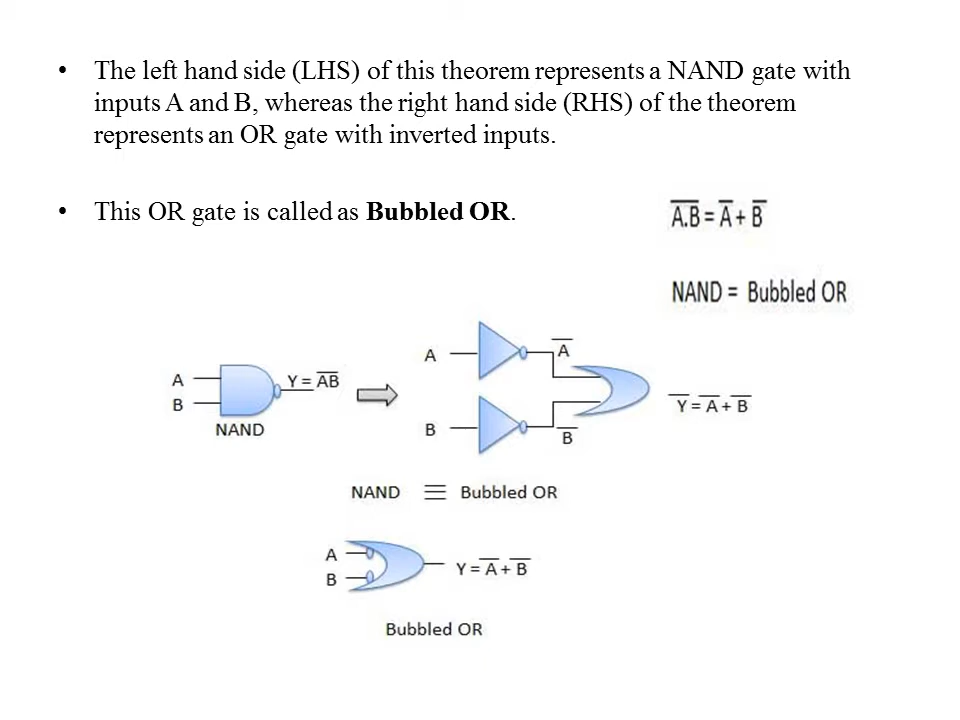 • The left hand side (LHS) of this theorem represents a NAND gate with
inputs A and B, whereas the right hand side (RHS) of the theorem
represents an OR gate with inverted inputs.
• This OR gate is called as Bubbled OR.
A̅.̅B̅ = A̅ + B̅
NAND = Bubbled OR
A
B
Y = A̅B̅
NAND
A
A̅
B
B̅
Y̅ = A̅ + B̅
NAND ≡ Bubbled OR
A
B
Y = A̅ + B̅
Bubbled OR